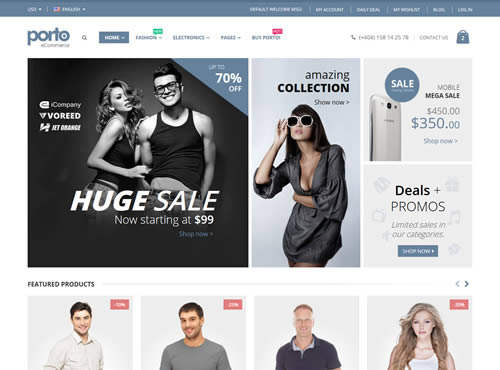 USD
ENGLISH
DEFAULT WELCOME MSG!
MY ACCOUNT
DAILY DEAL
MY WISHLIST
BLOG
LOG IN
porto
eCommerce
HOME
FASHION
ELECTRONICS
PAGES
BUY PORTO!
(+404) 158 14 25 78
CONTACT US
2
UP TO
70%
OFF
iCompany
VOREED
JET ORANGE
HUGE SALE
Now starting at $99
Shop now >
amazing
COLLECTION
Show now >
SALE
MOBILE
MEGA SALE
$450.00
$350.00
Shop now >
Deals +
PROMOS
Limited sales in
our categories.
SHOP NOW
FEATURED PRODUCTS
-10%
-20%
-20%